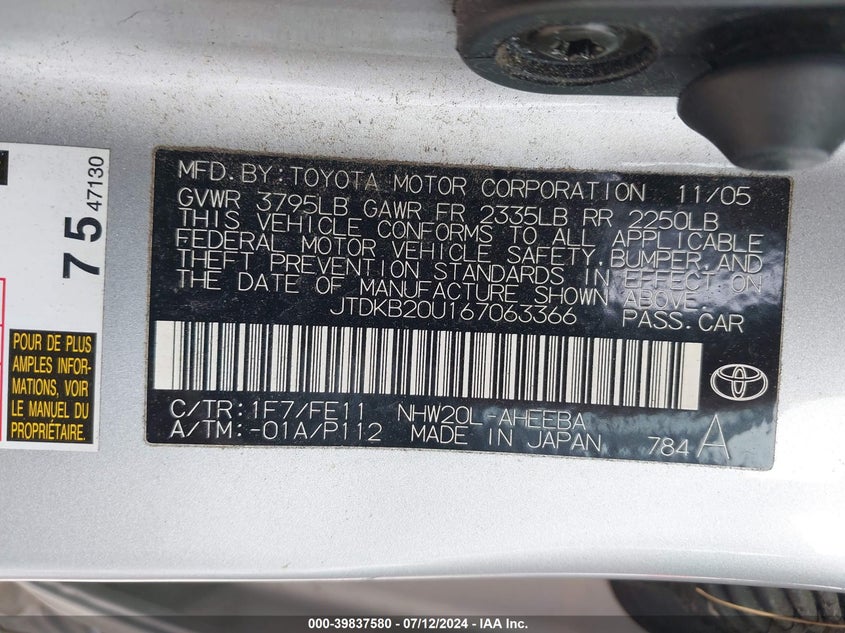 MFD. BY: TOYOTA MOTOR CORPORATION 11/05
GVWR 3795LB GAWR FR 2335LB RR 2250LB
THIS VEHICLE CONFORMS TO ALL APPLICABLE
FEDERAL MOTOR VEHICLE SAFETY, BUMPER, AND
THEFT PREVENTION STANDARDS IN EFFECT ON
THE DATE OF MANUFACTURE SHOWN ABOVE.
JTDKB20U167063366 PASS. CAR
C/TR: 1F7/FE11 NHW20L-AHEEBA
A/TM: -01A/P112 MADE IN JAPAN 784 A
75 47130
POUR DE PLUS
AMPLES INFOR-
MATIONS, VOIR
LE MANUEL DU
PROPRIÉTAIRE.
000-39837580 - 07/12/2024 - IAA Inc.